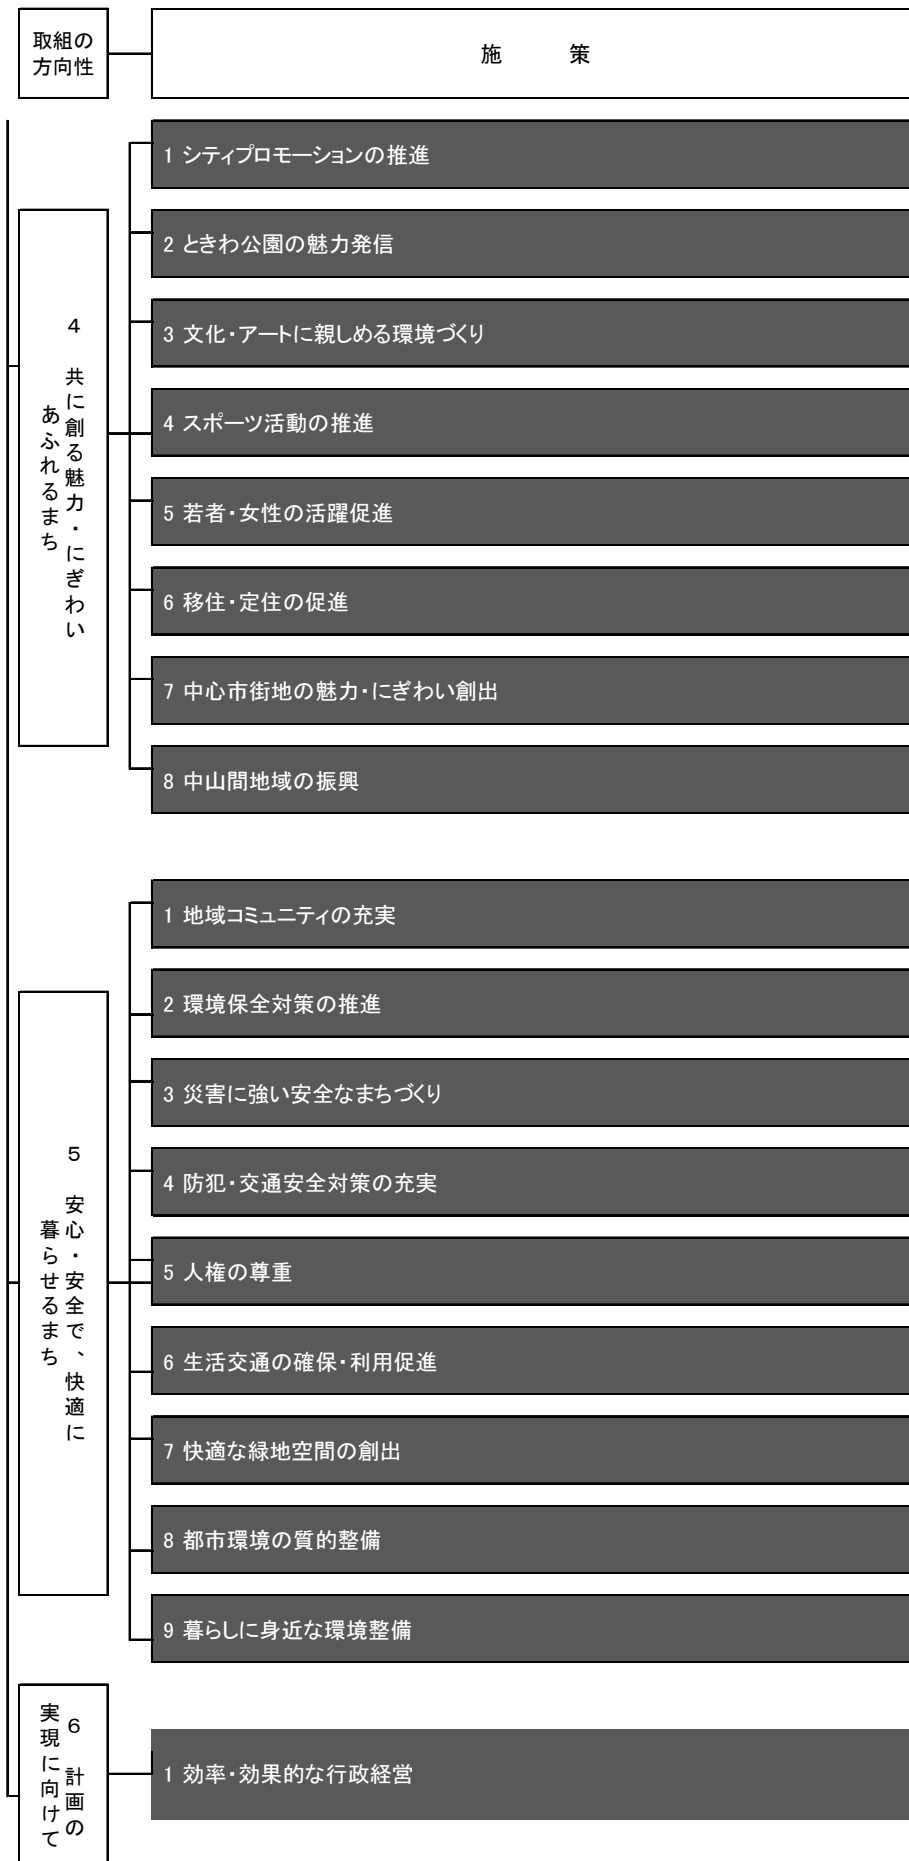 取組の
方向性
施　　策
4　共に創る魅力・にぎわい
あふれるまち
1 シティプロモーションの推進
2 ときわ公園の魅力発信
3 文化・アートに親しめる環境づくり
4 スポーツ活動の推進
5 若者・女性の活躍促進
6 移住・定住の促進
7 中心市街地の魅力・にぎわい創出
8 中山間地域の振興
5　安心・安全で、快適に
暮らせるまち
1 地域コミュニティの充実
2 環境保全対策の推進
3 災害に強い安全なまちづくり
4 防犯・交通安全対策の充実
5 人権の尊重
6 生活交通の確保・利用促進
7 快適な緑地空間の創出
8 都市環境の質的整備
9 暮らしに身近な環境整備
6　計画の
実現に向けて
1 効率・効果的な行政経営